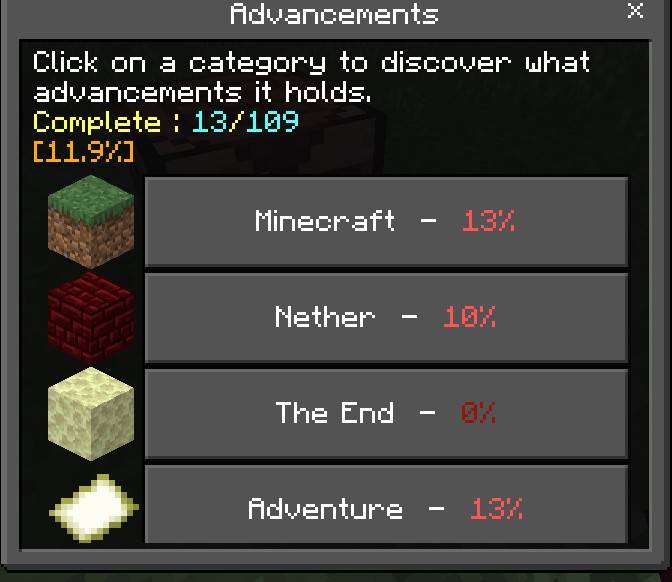 Advancements
×
Click on a category to discover what
advancements it holds.
Complete : 13/109
[11.9%]
Minecraft - 13%
Nether - 10%
The End - 0%
Adventure - 13%